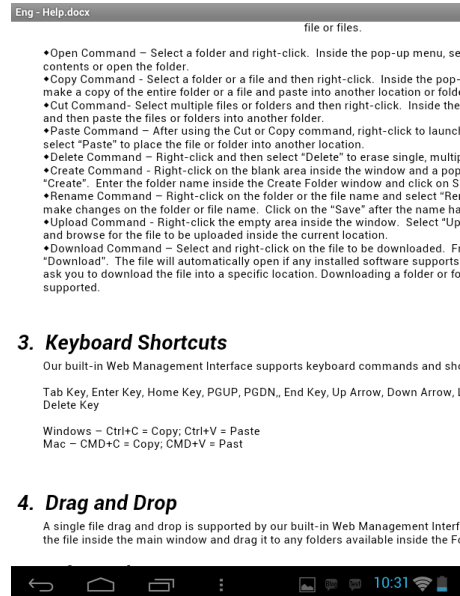 Eng - Help.docx
file or files.
◆Open Command – Select a folder and right-click.  Inside the pop-up menu, se
contents or open the folder.
◆Copy Command - Select a folder or a file and then right-click.  Inside the pop-
make a copy of the entire folder or a file and paste into another location or folde
◆Cut Command- Select multiple files or folders and then right-click.  Inside the
and then paste the files or folders into another folder.
◆Paste Command – After using the Cut or Copy command, right-click to launch
select “Paste” to place the file or folder into another location.
◆Delete Command – Right-click and then select “Delete” to erase single, multip
◆Create Command - Right-click on the blank area inside the window and a pop
“Create”.  Enter the folder name inside the Create Folder window and click on S
◆Rename Command – Right-click on the folder or the file name and select “Ren
make changes on the folder or file name.  Click on the “Save” after the name ha
◆Upload Command - Right-click the empty area inside the window.  Select “Up
and browse for the file to be uploaded inside the current location.
◆Download Command – Select and right-click on the file to be downloaded.  Fr
“Download”.  The file will automatically open if any installed software supports
ask you to download the file into a specific location. Downloading a folder or fo
supported.
3.  Keyboard Shortcuts
Our built-in Web Management Interface supports keyboard commands and sho
Tab Key, Enter Key, Home Key, PGUP, PGDN,, End Key, Up Arrow, Down Arrow, L
Delete Key
Windows – Ctrl+C = Copy; Ctrl+V = Paste
Mac – CMD+C = Copy; CMD+V = Past
4.  Drag and Drop
A single file drag and drop is supported by our built-in Web Management Interf
the file inside the main window and drag it to any folders available inside the Fo
10:31